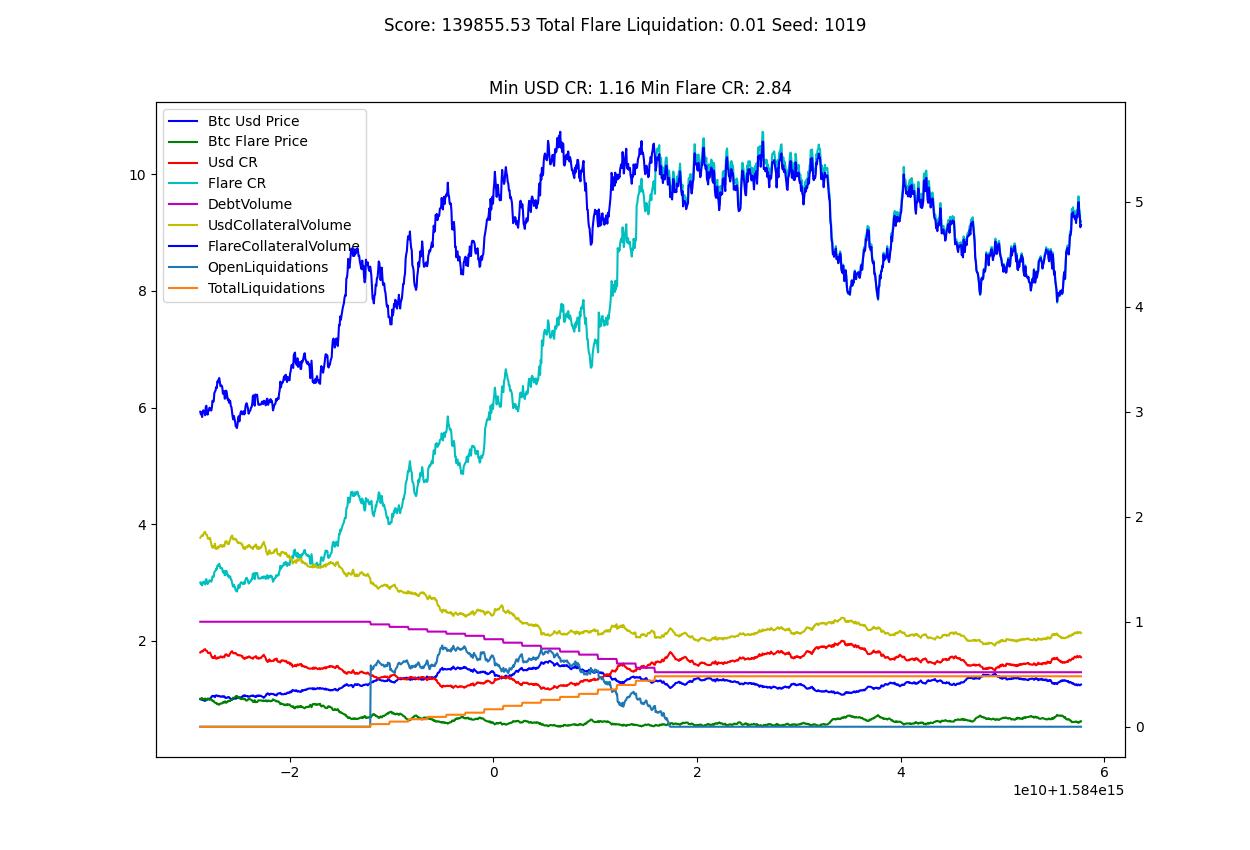 Score: 139855.53 Total Flare Liquidation: 0.01 Seed: 1019
Min USD CR: 1.16 Min Flare CR: 2.84
Btc Usd Price
Btc Flare Price
Usd CR
Flare CR
DebtVolume
UsdCollateralVolume
FlareCollateralVolume
OpenLiquidations
TotalLiquidations
10
8
6
4
2
5
4
3
2
1
0
−2
0
2
4
6
1e10+1.584e15